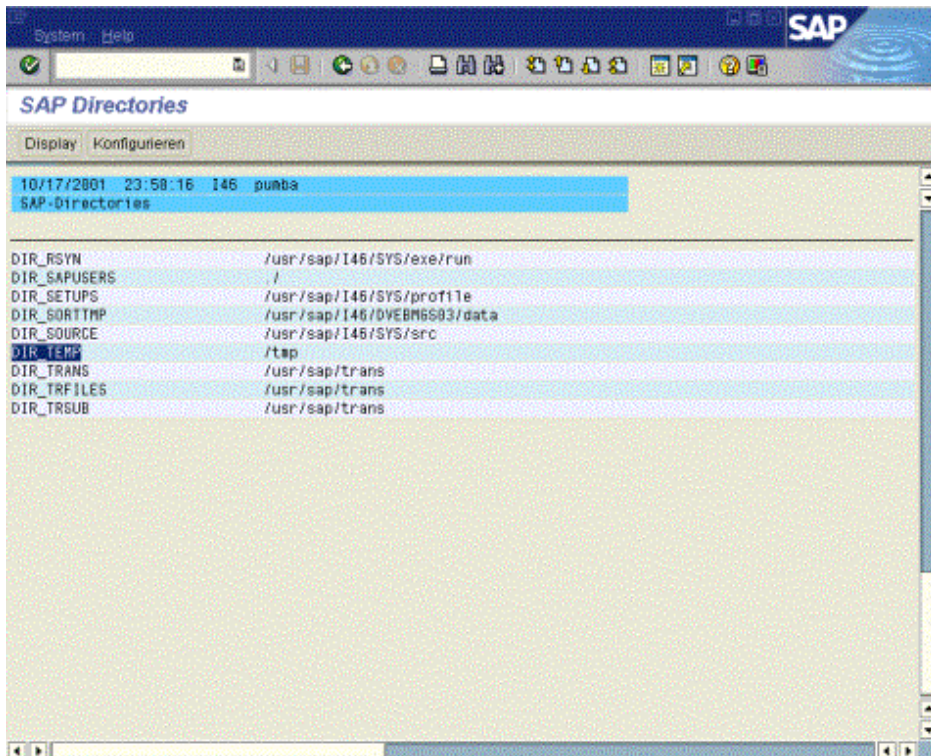 System Help
SAP
SAP Directories
Display Konfigurieren
10/17/2001 23:58:16 I46 pumba
SAP-Directories
DIR_RSYN /usr/sap/I46/SYS/exe/run
DIR_SAPUSERS ./
DIR_SETUPS /usr/sap/I46/SYS/profile
DIR_SORTTMP /usr/sap/I46/DVEBMGS03/data
DIR_SOURCE /usr/sap/I46/SYS/src
DIR_TEMP /tmp
DIR_TRANS /usr/sap/trans
DIR_TRFILES /usr/sap/trans
DIR_TRSUB /usr/sap/trans